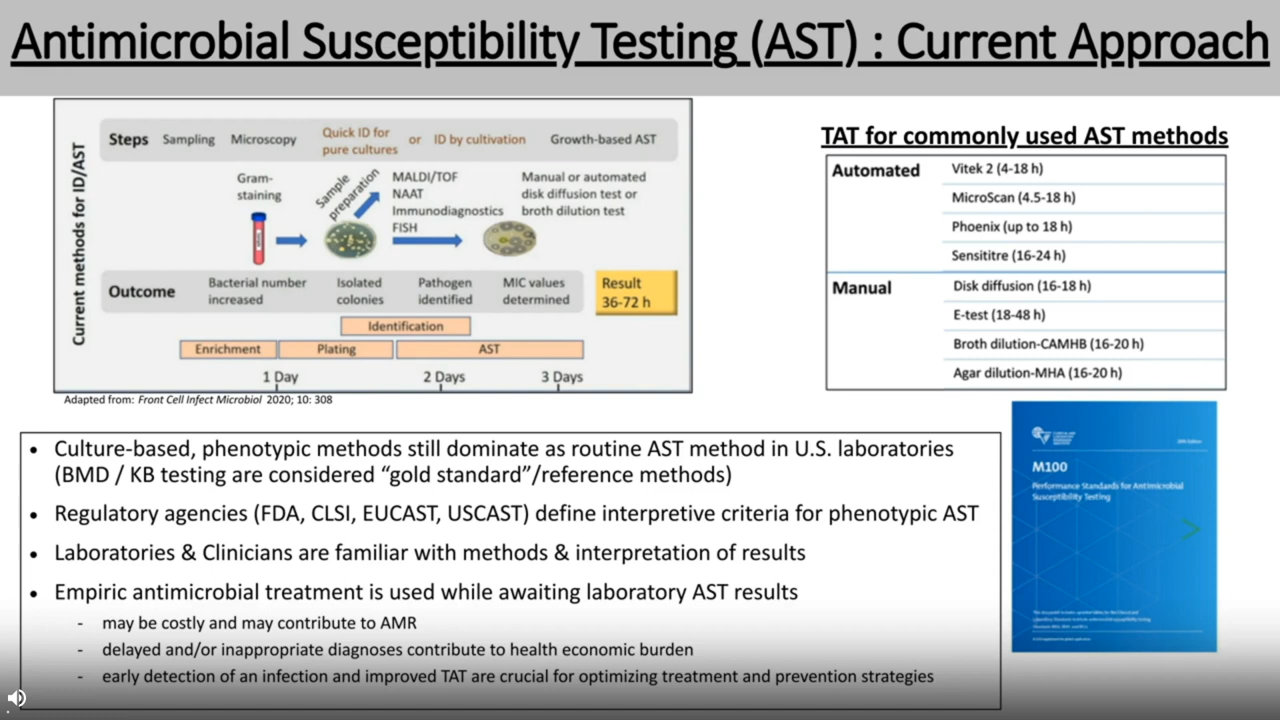 Antimicrobial Susceptibility Testing (AST) : Current Approach
Current methods for ID/AST
Steps
Sampling
Microscopy
Quick ID for
pure cultures
or
ID by cultivation
Growth-based AST
Gram-
staining
Sample
preparation
MALDI/TOF
NAAT
Immunodiagnostics
FISH
Manual or automated
disk diffusion test or
broth dilution test
Outcome
Bacterial number
increased
Isolated
colonies
Pathogen
identified
MIC values
determined
Result
36-72 h
Identification
Enrichment
Plating
AST
1 Day
2 Days
3 Days
Adapted from: Front Cell Infect Microbiol 2020; 10: 308
TAT for commonly used AST methods
Automated
Vitek 2 (4-18 h)
MicroScan (4.5-18 h)
Phoenix (up to 18 h)
Sensititre (16-24 h)
Manual
Disk diffusion (16-18 h)
E-test (18-48 h)
Broth dilution-CAMHB (16-20 h)
Agar dilution-MHA (16-20 h)
• Culture-based, phenotypic methods still dominate as routine AST method in U.S. laboratories
(BMD / KB testing are considered “gold standard”/reference methods)
• Regulatory agencies (FDA, CLSI, EUCAST, USCAST) define interpretive criteria for phenotypic AST
• Laboratories & Clinicians are familiar with methods & interpretation of results
• Empiric antimicrobial treatment is used while awaiting laboratory AST results
- may be costly and may contribute to AMR
- delayed and/or inappropriate diagnoses contribute to health economic burden
- early detection of an infection and improved TAT are crucial for optimizing treatment and prevention strategies
M100
Performance Standards for Antimicrobial
Susceptibility Testing